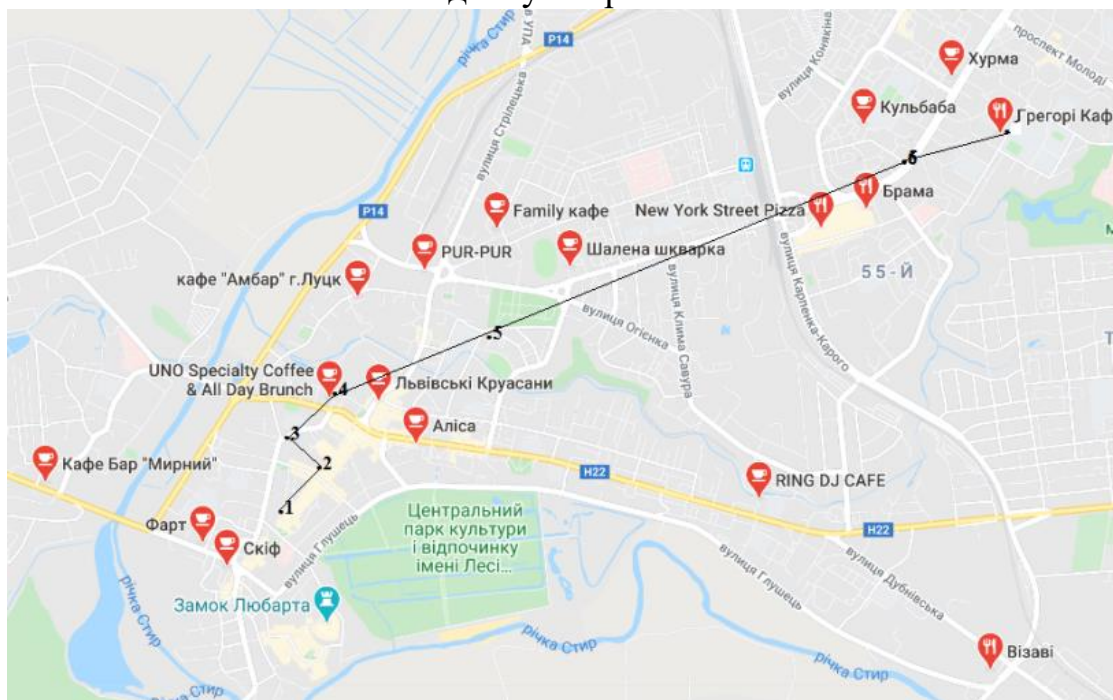 річка Стир
P14
УПА
вулиця Стрілецька
вулиця Конякіна
проспект Молоді
Хурма
Кульбаба
Грегорі Каф
6
Брама
New York Street Pizza
P14
Family кафе
PUR-PUR
Шалена шкварка
кафе "Амбар" г.Луцк
55-Й
вулиця Огієнка
вулиця Клима Савура
вулиця Карпенка-Карого
5
UNO Specialty Coffee
& All Day Brunch
4
Львівські Круасани
3
Аліса
2
Кафе Бар "Мирний"
H22
RING DJ CAFE
1
Фарт
Скіф
Центральний
парк культури
і відпочинку
імені Лесі...
H22
вулиця Глушець
вулиця Глушець
вулиця Дубнівська
Замок Любарта
річка Стир
річка Стир
річка Стир
річка Стир
Візаві